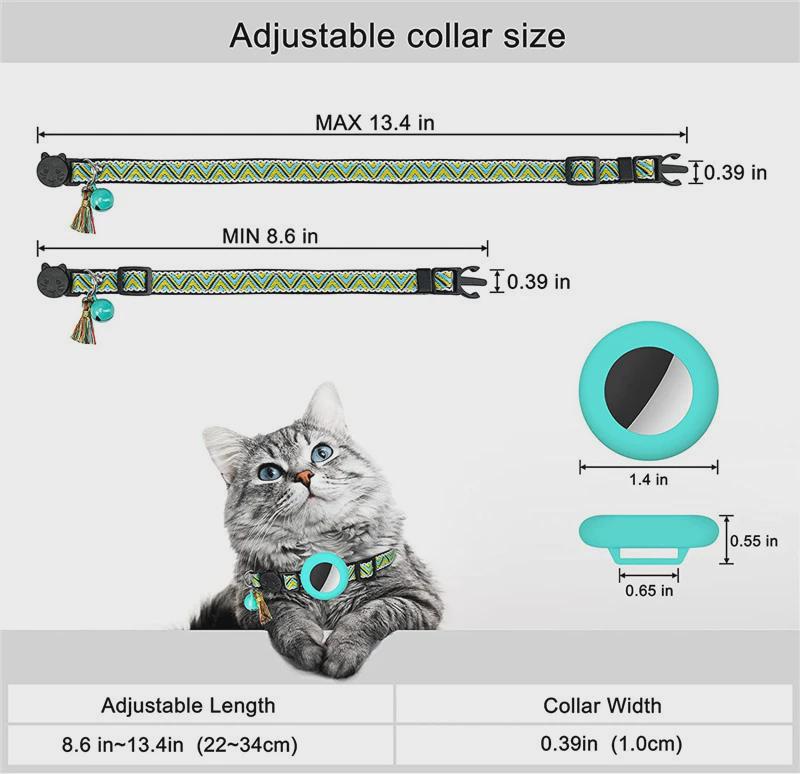 Adjustable collar size
MAX 13.4 in
0.39 in
MIN 8.6 in
0.39 in
1.4 in
0.55 in
0.65 in
Adjustable Length
Collar Width
8.6 in~13.4in (22~34cm)
0.39in (1.0cm)